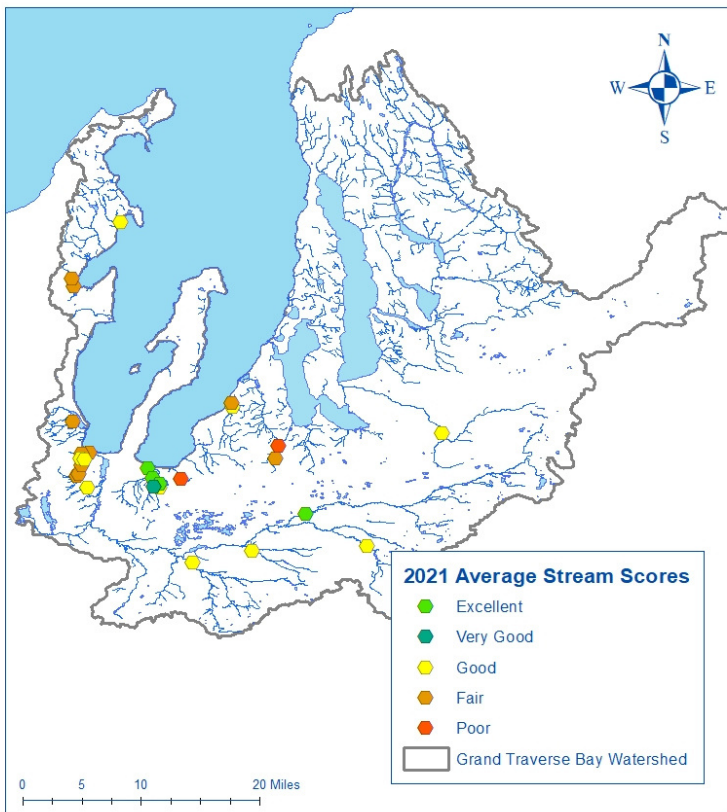 N
W E
S
2021 Average Stream Scores
Excellent
Very Good
Good
Fair
Poor
Grand Traverse Bay Watershed
0 5 10 20 Miles